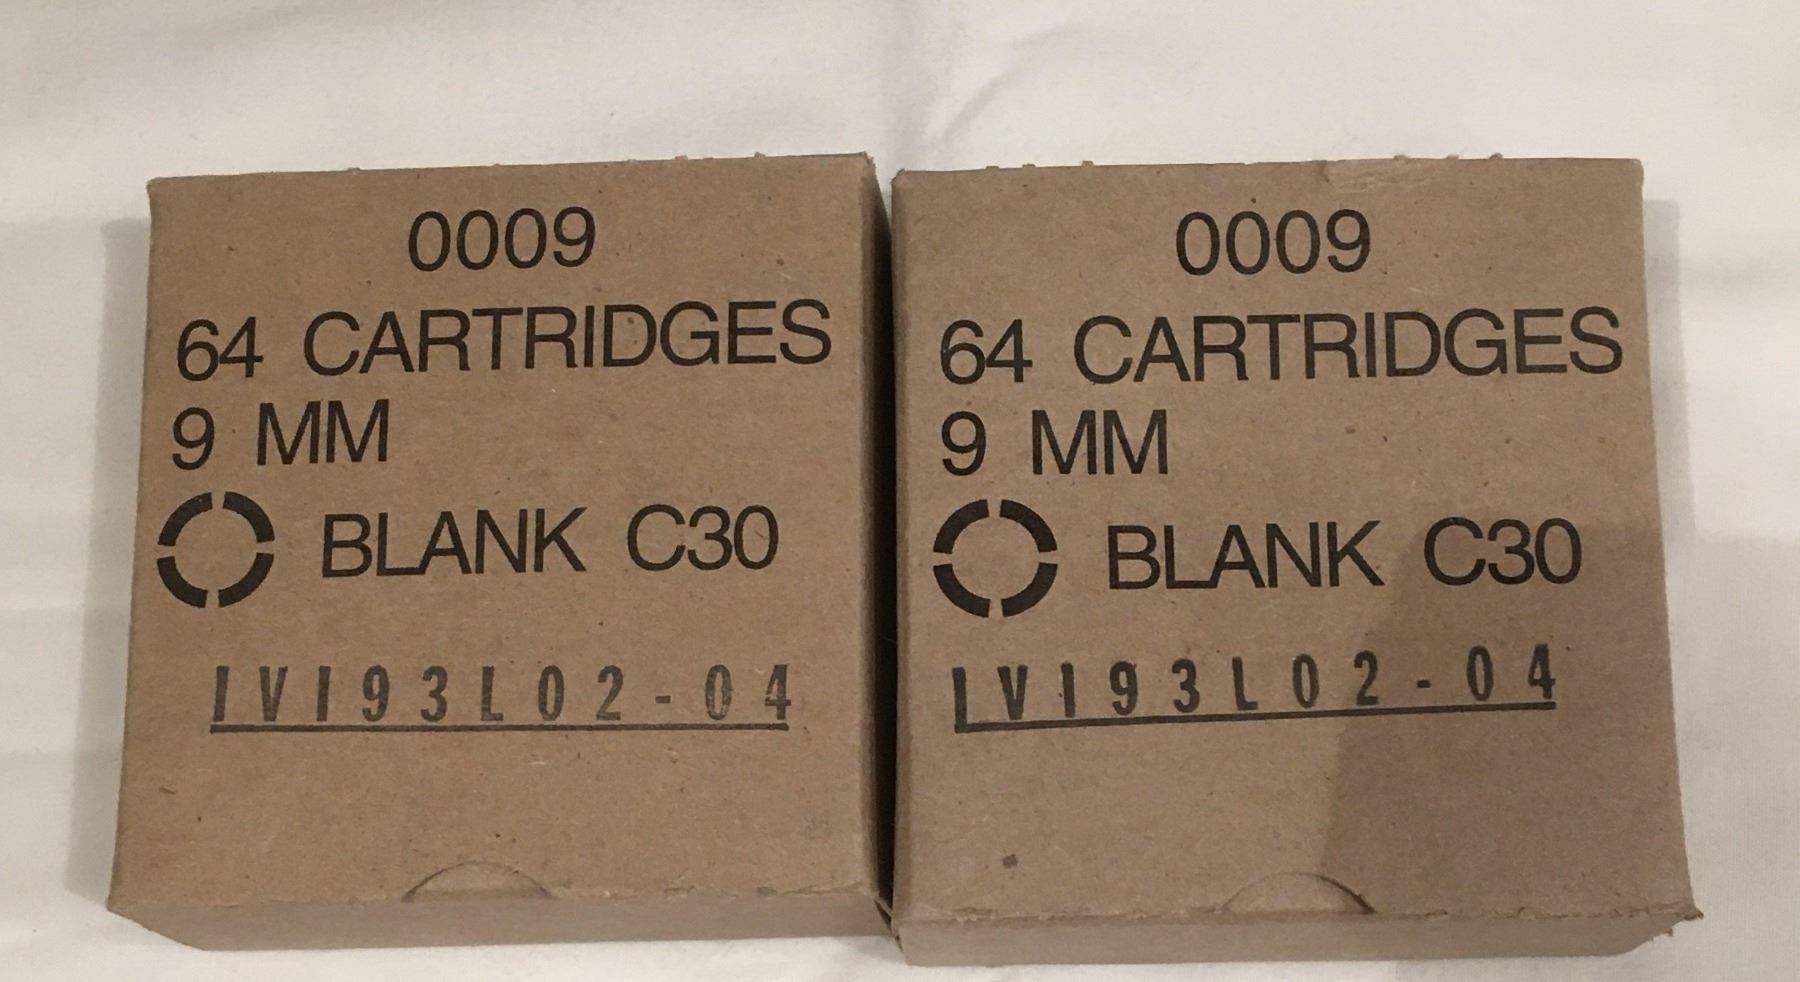 0009
64 CARTRIDGES
9 MM
BLANK C30
IVI93L02-04
0009
64 CARTRIDGES
9 MM
BLANK C30
IVI93L02-04